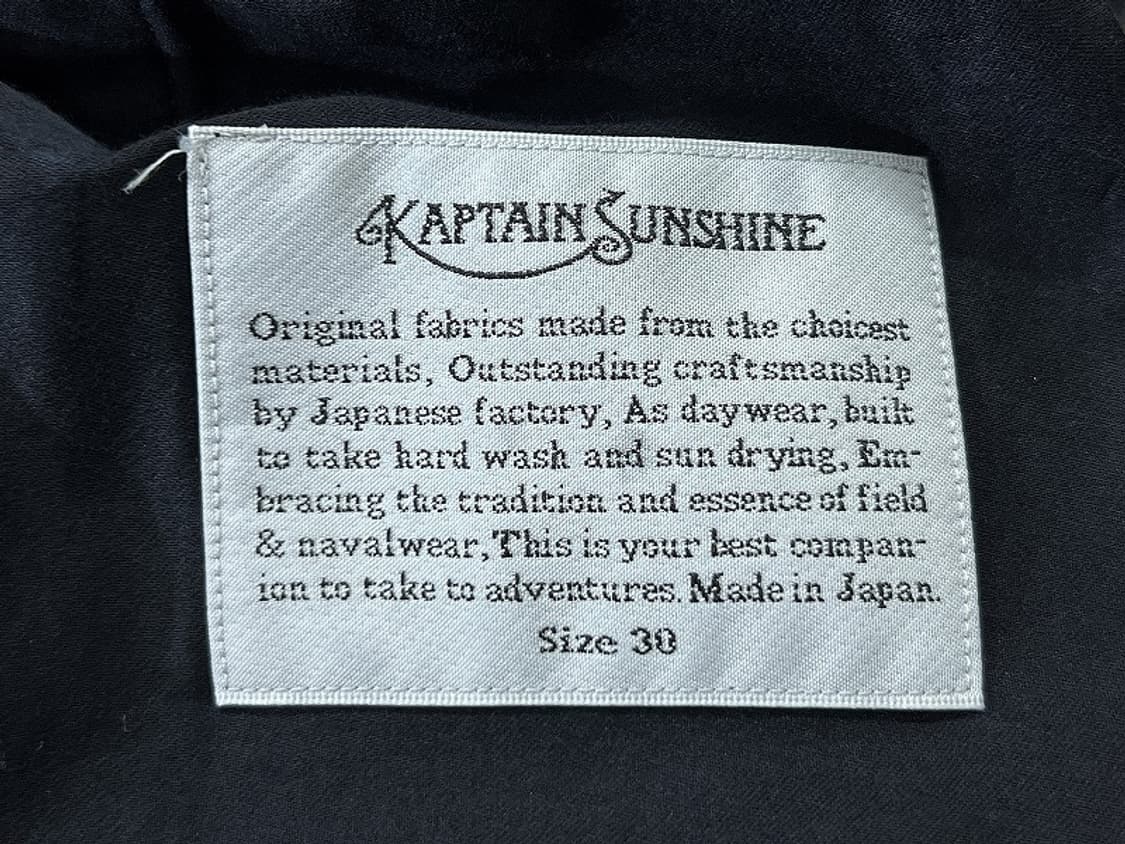 KAPTAIN SUNSHINE
Original fabrics made from the choicest
materials, Outstanding craftsmanship
by Japanese factory, As daywear, built
to take hard wash and sun drying, Em-
bracing the tradition and essence of field
& navalwear, This is your best compan-
ion to take to adventures. Made in Japan.
Size 30